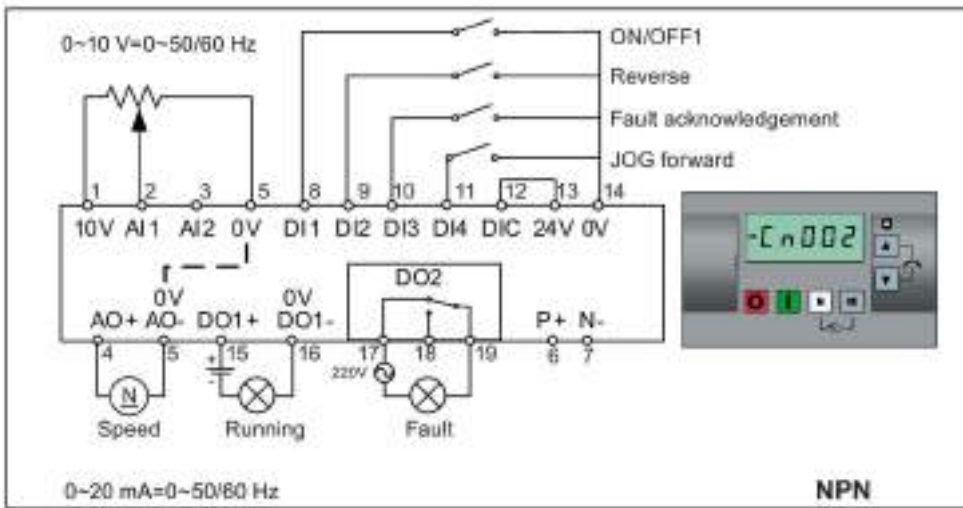 0~10 V=0~50/60 Hz
ON/OFF1
Reverse
Fault acknowledgement
JOG forward
1 2 3 5 8 9 10 11 12 13 14
10V AI1 AI2 0V DI1 DI2 DI3 DI4 DIC 24V 0V
-Cn002
DO2
0V 0V
AO+ AO- DO1+ DO1- P+ N-
4 5 15 16 17 18 19 6 7
+
-
220V
N
Speed Running Fault
0~20 mA=0~50/60 Hz
NPN